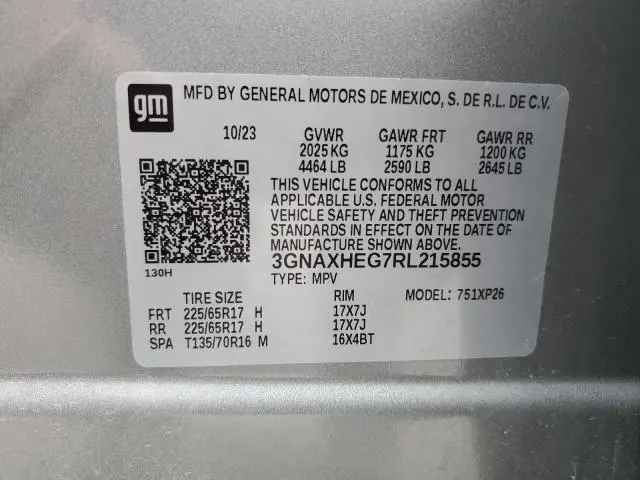 gm
MFD BY GENERAL MOTORS DE MEXICO, S. DE R.L. DE C.V.
10/23 GVWR GAWR FRT GAWR RR
2025 KG 1175 KG 1200 KG
4464 LB 2590 LB 2645 LB
THIS VEHICLE CONFORMS TO ALL
APPLICABLE U.S. FEDERAL MOTOR
VEHICLE SAFETY AND THEFT PREVENTION
STANDARDS IN EFFECT ON THE DATE OF
MANUFACTURE SHOWN ABOVE.
130H
3GNAXHEG7RL215855
TYPE: MPV
TIRE SIZE RIM MODEL: 751XP26
FRT 225/65R17 H 17X7J
RR 225/65R17 H 17X7J
SPA T135/70R16 M 16X4BT